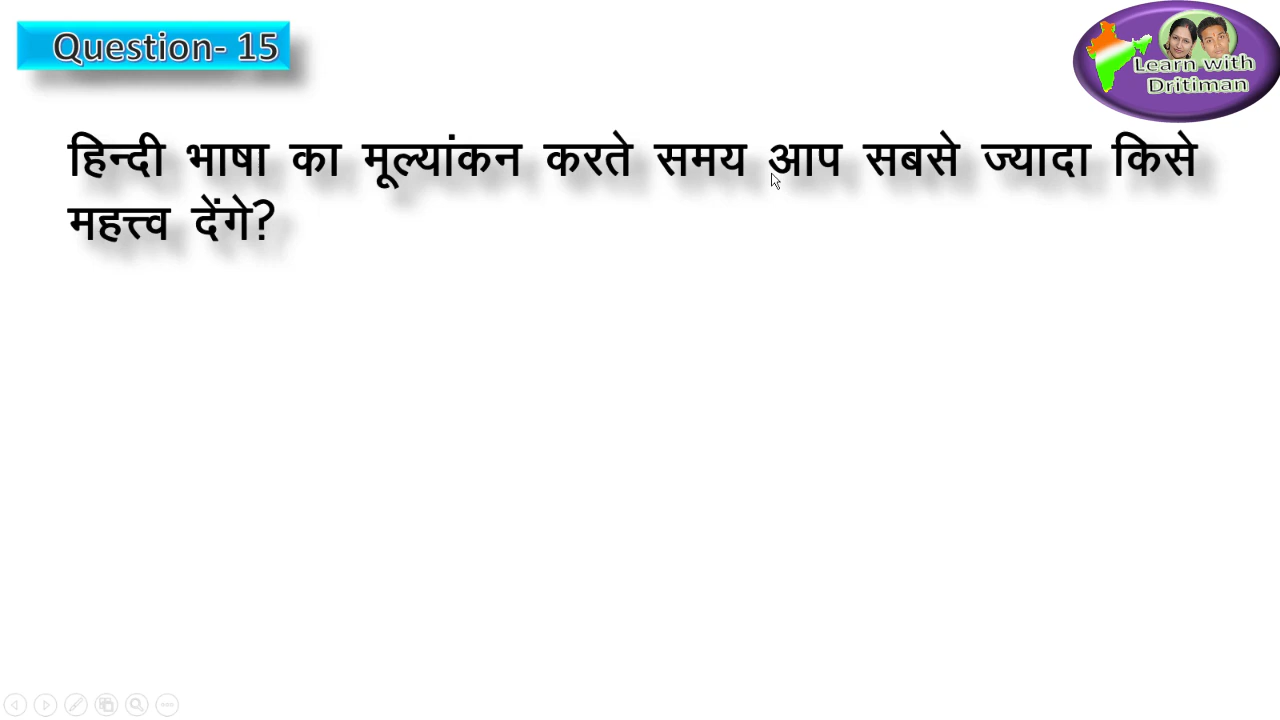 Question- 15
Learn with
Dritiman
हिन्दी भाषा का मूल्यांकन करते समय आप सबसे ज्यादा किसे
महत्त्व देंगे?